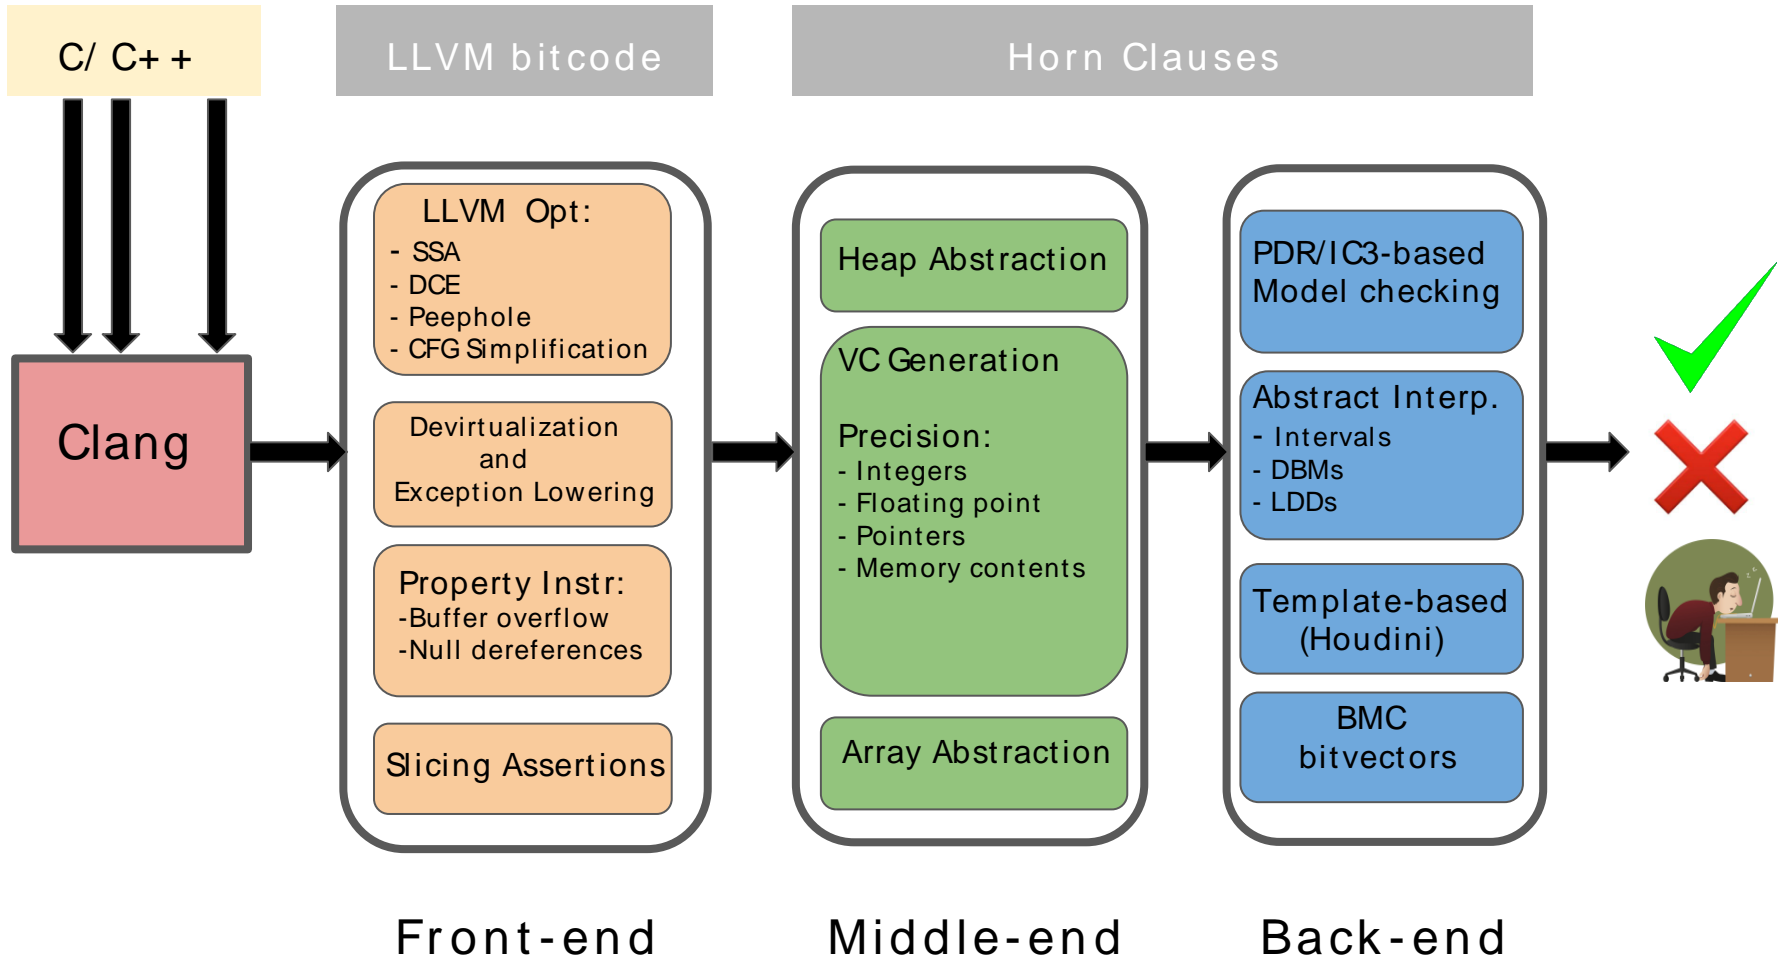 C/ C++
LLVM bitcode
Horn Clauses
Clang
LLVM Opt:
- SSA
- DCE
- Peephole
- CFG Simplification
Devirtualization
and
Exception Lowering
Property Instr:
-Buffer overflow
-Null dereferences
Slicing Assertions
Heap Abstraction
VC Generation
Precision:
- Integers
- Floating point
- Pointers
- Memory contents
Array Abstraction
PDR/IC3-based
Model checking
Abstract Interp.
- Intervals
- DBMs
- LDDs
Template-based
(Houdini)
BMC
bitvectors
Front-end
Middle-end
Back-end